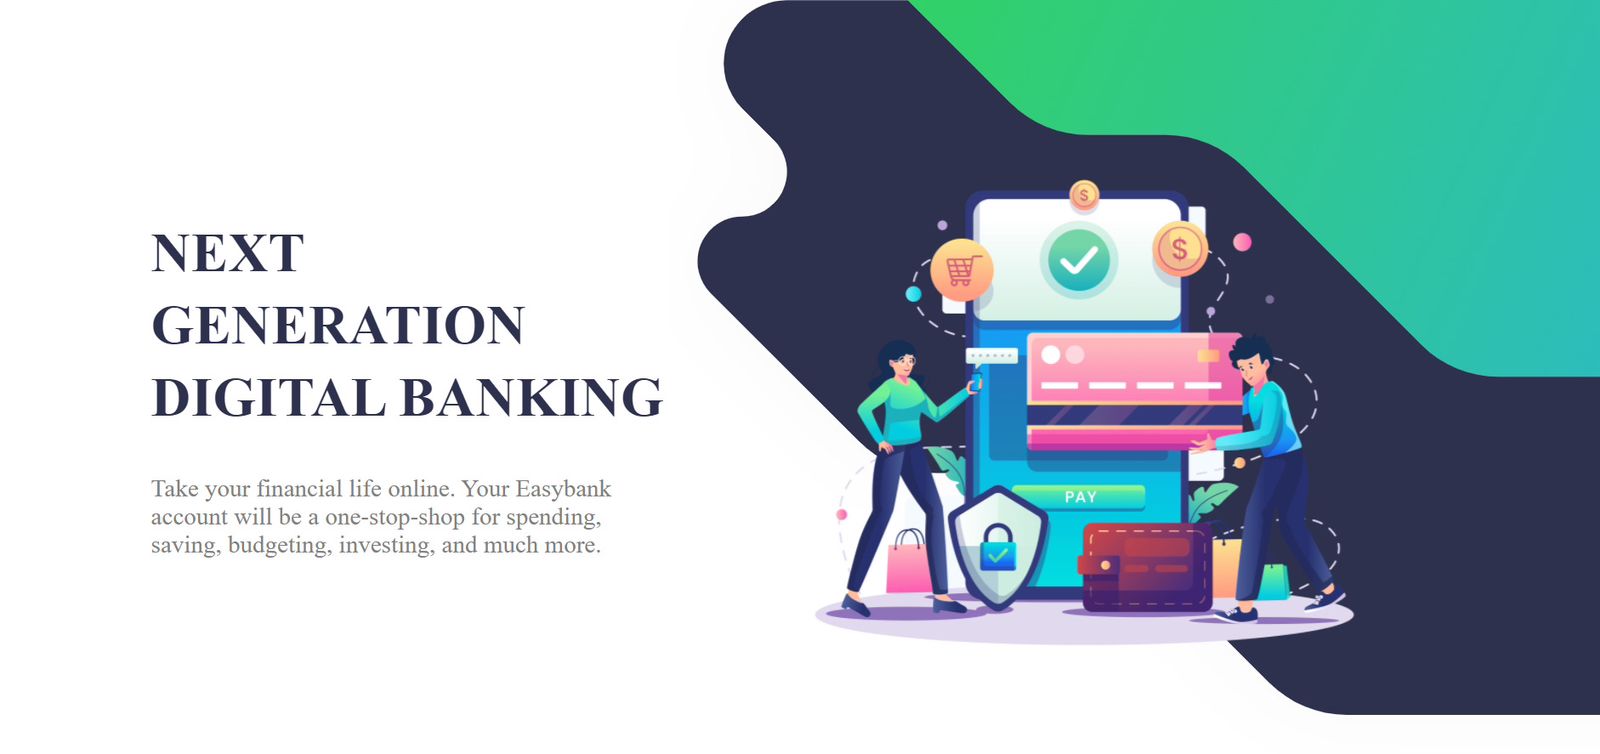 NEXT
GENERATION
DIGITAL BANKING
Take your financial life online. Your Easybank
account will be a one-stop-shop for spending,
saving, budgeting, investing, and much more.
$
$
PAY